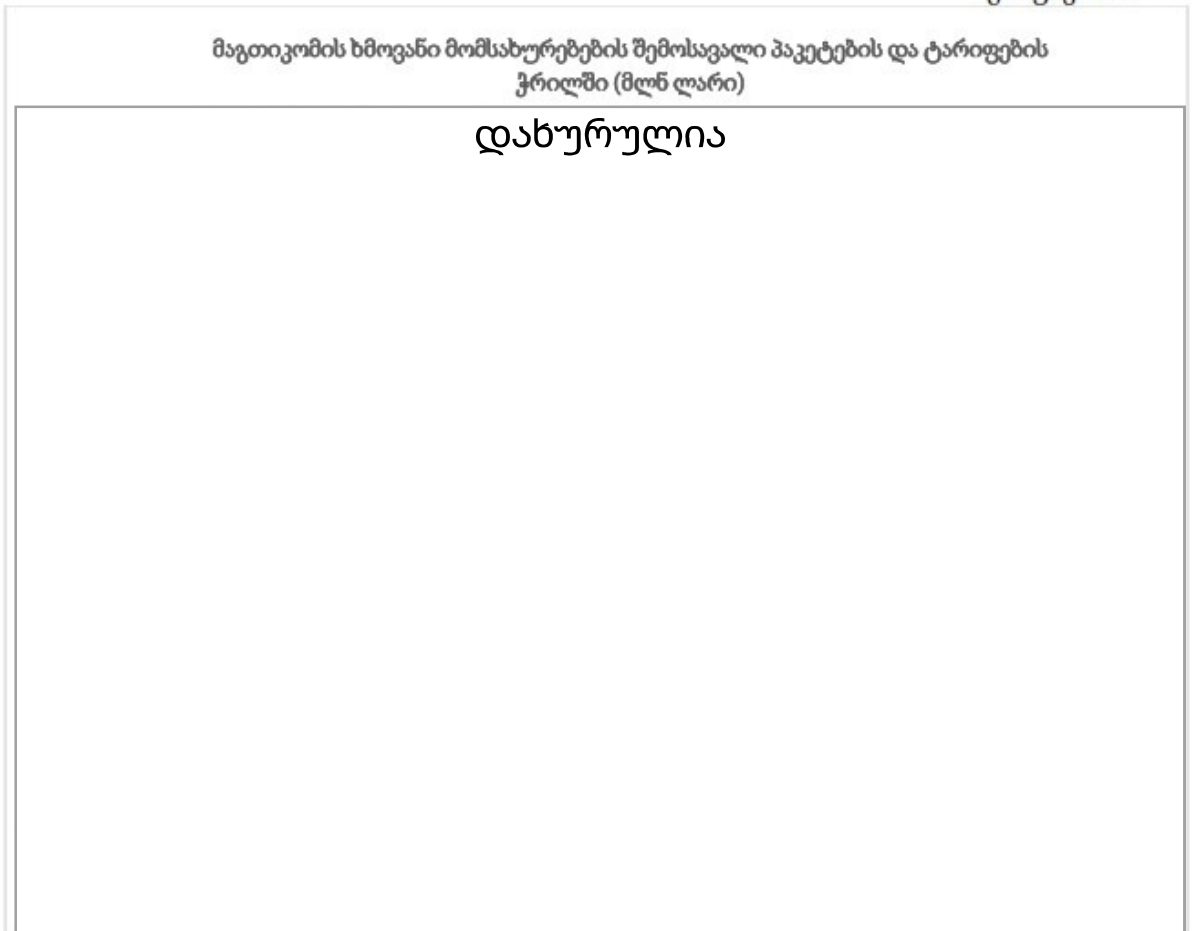 მაგთიკომის ხმოვანი მომსახურებების შემოსავალი პაკეტების და ტარიფების
ჭრილში (მლნ ლარი)
დახურულია